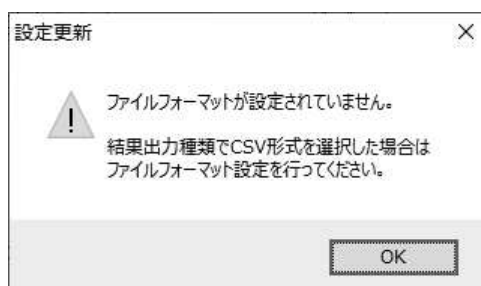 設定更新
ファイルフォーマットが設定されていません。
結果出力種類でCSV形式を選択した場合は
ファイルフォーマット設定を行ってください。
OK